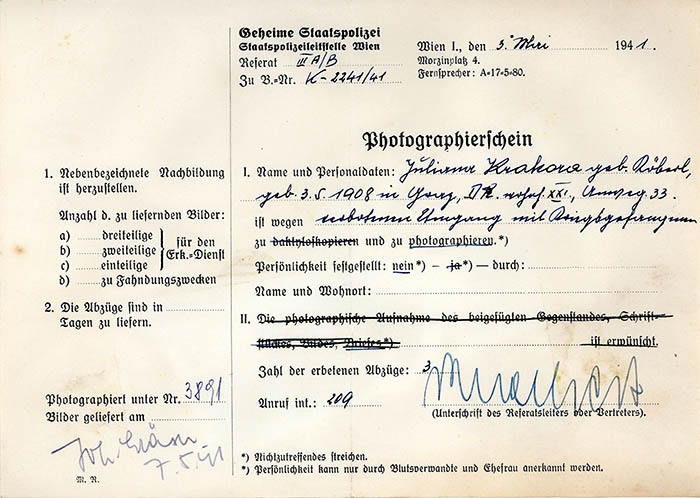 Geheime Staatspolizei
Staatspolizeileitstelle Wien
Referat III A/B
Zu B.=Nr. K-2241/41
Wien I., den 3. Mai 1941.
Morzinplatz 4.
Fernsprecher: A=17=5=80.
Photographierschein
1. Nebenbezeichnete Nachbildung
ist herzustellen.
Anzahl d. zu liefernden Bilder:
a) dreiteilige
b) zweiteilige
c) einteilige
für den
Erk.=Dienst
d) zu Fahndungszwecken
2. Die Abzüge sind in
Tagen zu liefern.
Photographiert unter Nr. 3891
Bilder geliefert am
7.5.41
M. N.
I. Name und Personaldaten: Juliana Krakora geb. Köberl,
geb. 3.5.1908 in Graz, wohnh. XXI., Amweg 33.
ist wegen verbotenem Umgang mit Kriegsgefangenen
zu daktyloskopieren und zu photographieren.*)
Persönlichkeit festgestellt: nein*) – ja*) – durch:
Name und Wohnort:
II. Die photographische Aufnahme des beigefügten Gegenstandes, Schrift-
stückes, Bildes, Briefes*) ist erwünscht.
Zahl der erbetenen Abzüge: 3
Anruf int.: 209
(Unterschrift des Referatsleiters oder Vertreters).
*) Nichtzutreffendes streichen.
*) Persönlichkeit kann nur durch Blutsverwandte und Ehefrau anerkannt werden.